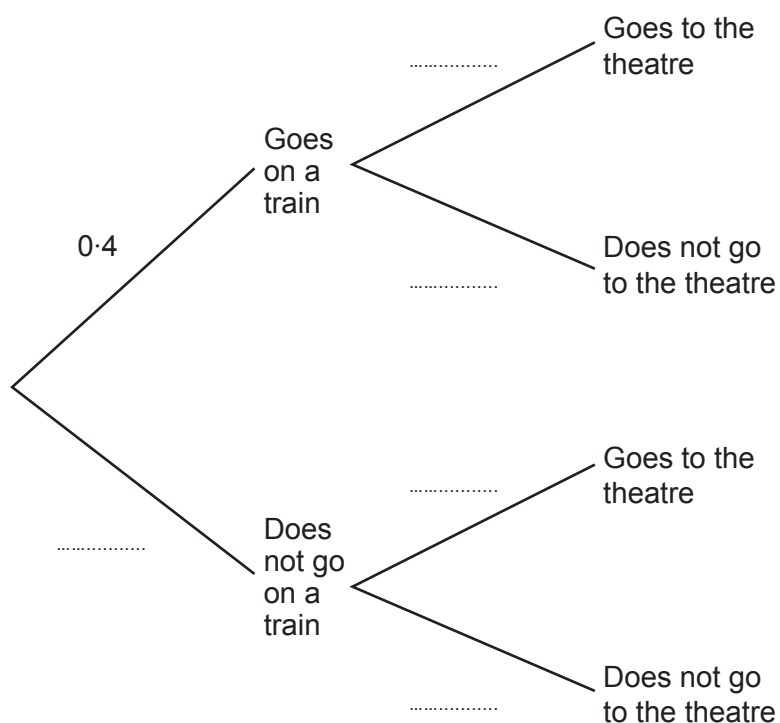 Goes to the
theatre
...............
Goes
on a
train
0·4
Does not go
to the theatre
...............
Goes to the
theatre
...............
Does
not go
on a
train
...............
Does not go
to the theatre
...............